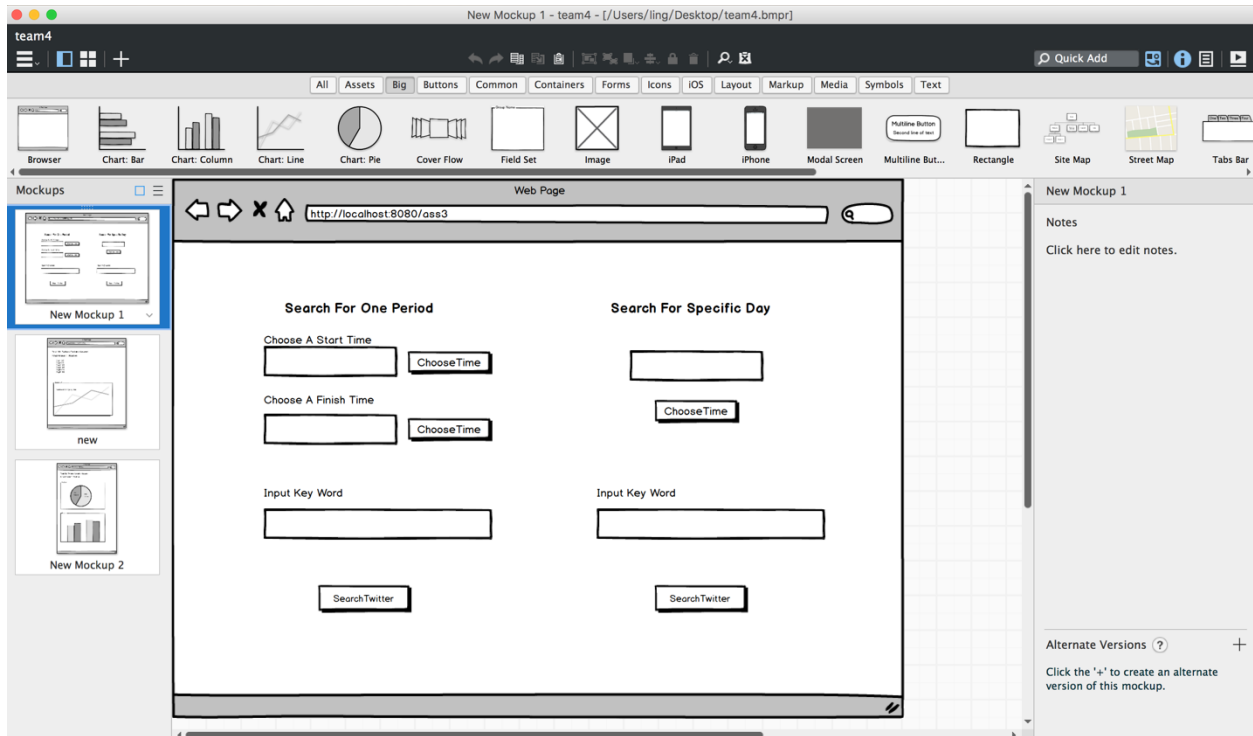 New Mockup 1 - team4 - [/Users/ling/Desktop/team4.bmpr]
team4
Quick Add
All Assets Big Buttons Common Containers Forms Icons iOS Layout Markup Media Symbols Text
Group Name
Multiline Button
Second line of text
Browser Chart: Bar Chart: Column Chart: Line Chart: Pie Cover Flow Field Set Image iPad iPhone Modal Screen Multiline But... Rectangle Site Map Street Map Tabs Bar
Mockups
New Mockup 1
new
New Mockup 2
Web Page
http://localhost:8080/ass3
Search For One Period
Choose A Start Time
ChooseTime
Choose A Finish Time
ChooseTime
Input Key Word
SearchTwitter
Search For Specific Day
ChooseTime
Input Key Word
SearchTwitter
New Mockup 1
Notes
Click here to edit notes.
Alternate Versions ?
Click the '+' to create an alternate
version of this mockup.